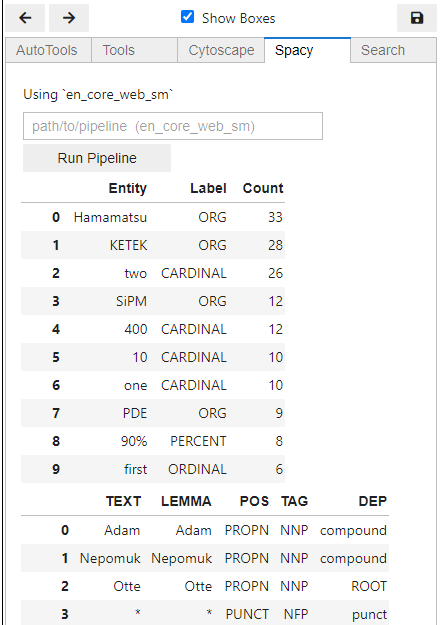 Show Boxes
AutoTools Tools Cytoscape Spacy Search
Using `en_core_web_sm`
path/to/pipeline (en_core_web_sm)
Run Pipeline
Entity Label Count
0 Hamamatsu ORG 33
1 KETEK ORG 28
2 two CARDINAL 26
3 SiPM ORG 12
4 400 CARDINAL 12
5 10 CARDINAL 10
6 one CARDINAL 10
7 PDE ORG 9
8 90% PERCENT 8
9 first ORDINAL 6
TEXT LEMMA POS TAG DEP
0 Adam Adam PROPN NNP compound
1 Nepomuk Nepomuk PROPN NNP compound
2 Otte Otte PROPN NNP ROOT
3 * * PUNCT NFP punct